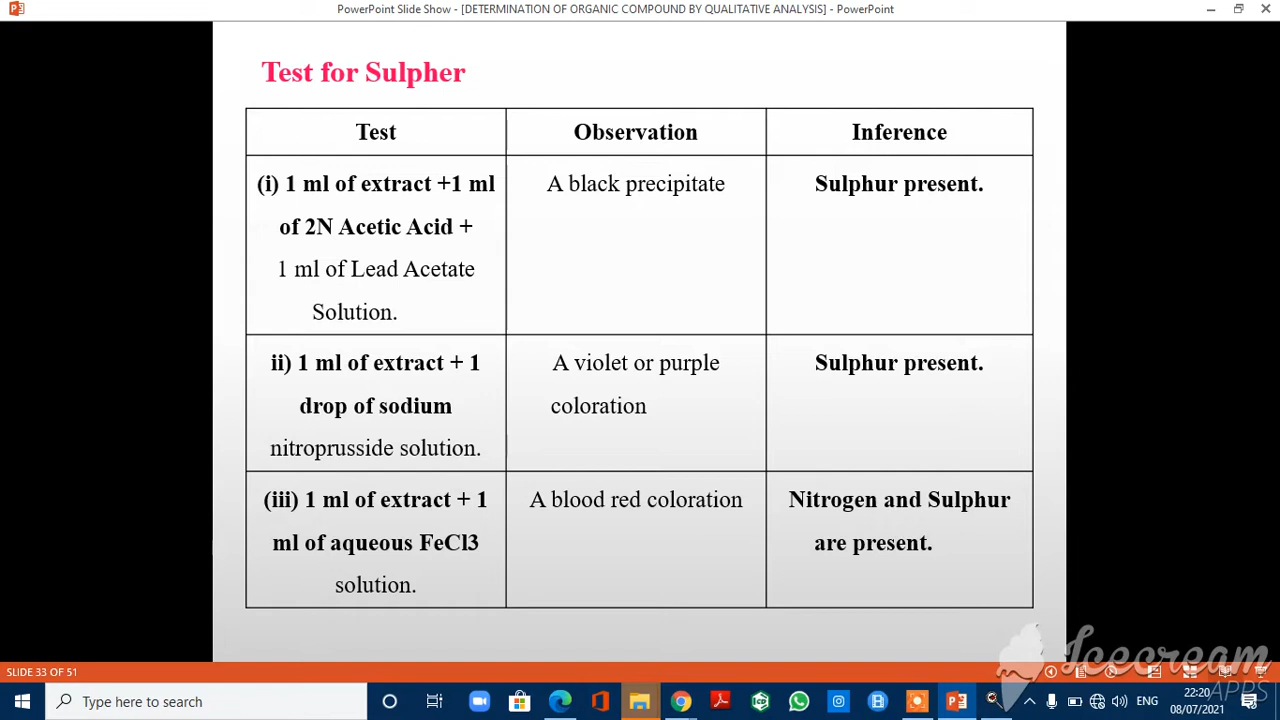 PowerPoint Slide Show - [DETERMINATION OF ORGANIC COMPOUND BY QUALITATIVE ANALYSIS] - PowerPoint
Test for Sulpher
Test Observation Inference
(i) 1 ml of extract +1 ml
of 2N Acetic Acid +
1 ml of Lead Acetate
Solution.
A black precipitate
Sulphur present.
ii) 1 ml of extract + 1
drop of sodium
nitroprusside solution.
A violet or purple
coloration
Sulphur present.
(iii) 1 ml of extract + 1
ml of aqueous FeCl3
solution.
A blood red coloration
Nitrogen and Sulphur
are present.
SLIDE 33 OF 51
Icecream
APPS
Type here to search
ENG
22:20
08/07/2021